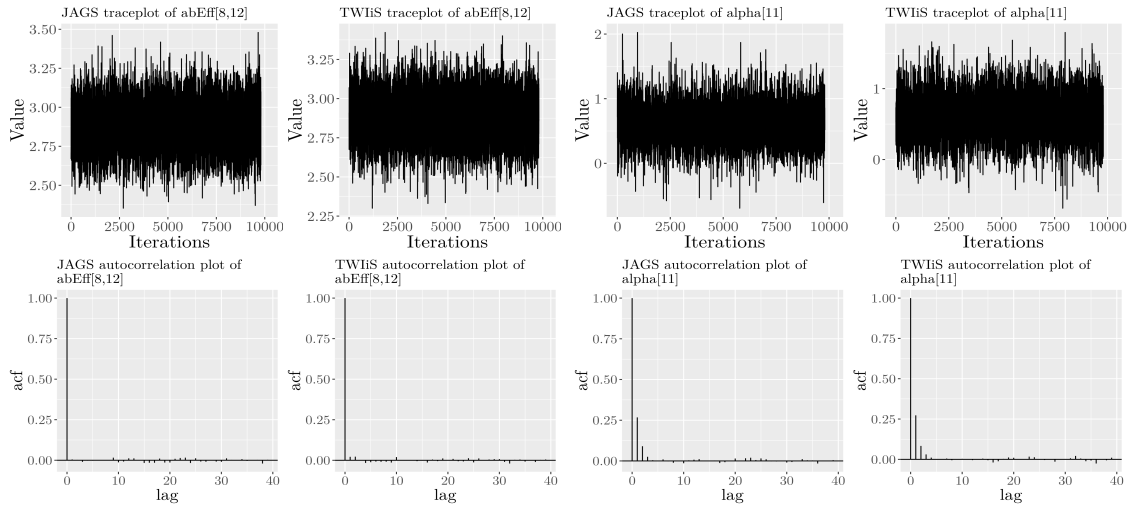 JAGS traceplot of abEff[8,12]
3.50
3.25
3.00
2.75
2.50
Value
0 2500 5000 7500 10000
Iterations
TWIiS traceplot of abEff[8,12]
3.25
3.00
2.75
2.50
2.25
Value
0 2500 5000 7500 10000
Iterations
JAGS traceplot of alpha[11]
2
1
0
Value
0 2500 5000 7500 10000
Iterations
TWIiS traceplot of alpha[11]
1
0
Value
0 2500 5000 7500 10000
Iterations
JAGS autocorrelation plot of
abEff[8,12]
1.00
0.75
0.50
0.25
0.00
acf
0 10 20 30 40
lag
TWIiS autocorrelation plot of
abEff[8,12]
1.00
0.75
0.50
0.25
0.00
acf
0 10 20 30 40
lag
JAGS autocorrelation plot of
alpha[11]
1.00
0.75
0.50
0.25
0.00
acf
0 10 20 30 40
lag
TWIiS autocorrelation plot of
alpha[11]
1.00
0.75
0.50
0.25
0.00
acf
0 10 20 30 40
lag